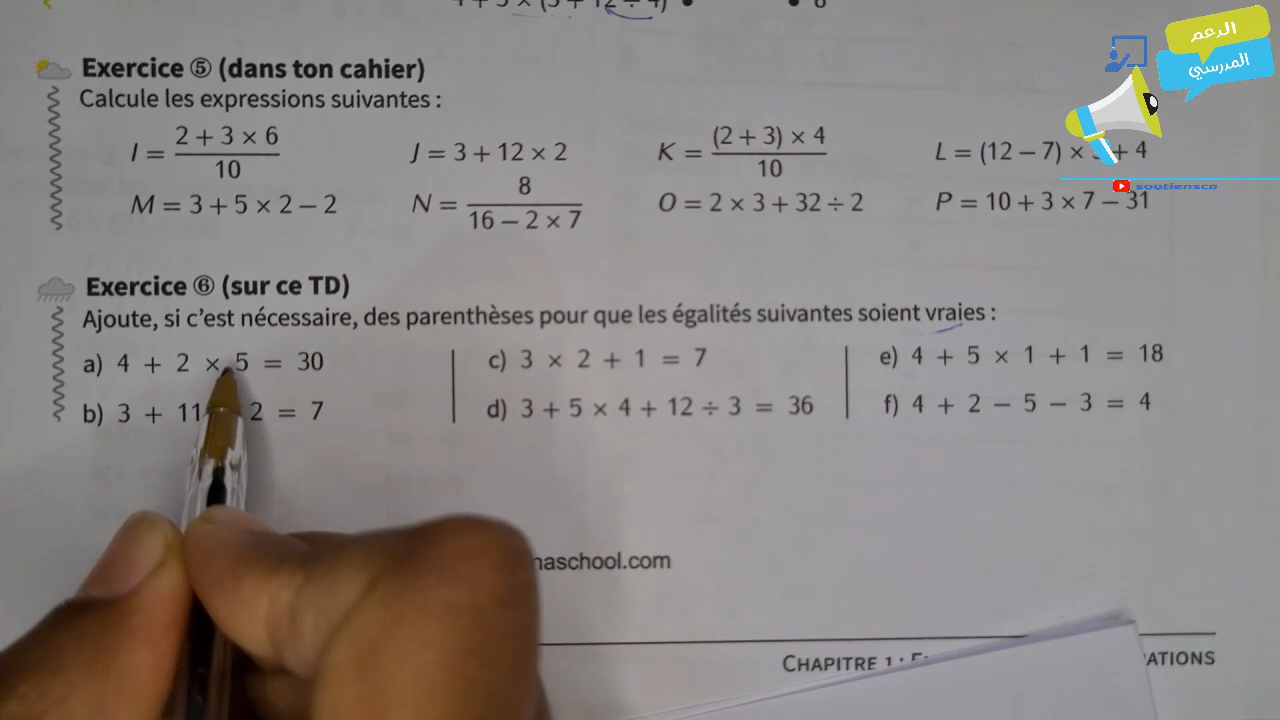 الدعم
المدرسي
soutiensco
Exercice ⑤ (dans ton cahier)
Calcule les expressions suivantes :
I = (2 + 3 × 6) / 10
J = 3 + 12 × 2
K = ((2 + 3) × 4) / 10
L = (12 – 7) × + 4
M = 3 + 5 × 2 – 2
N = 8 / (16 – 2 × 7)
O = 2 × 3 + 32 ÷ 2
P = 10 + 3 × 7 – 31
Exercice ⑥ (sur ce TD)
Ajoute, si c'est nécessaire, des parenthèses pour que les égalités suivantes soient vraies :
a) 4 + 2 × 5 = 30
b) 3 + 11 2 = 7
c) 3 × 2 + 1 = 7
d) 3 + 5 × 4 + 12 ÷ 3 = 36
e) 4 + 5 × 1 + 1 = 18
f) 4 + 2 – 5 – 3 = 4
naschool.com
CHAPITRE 1 :